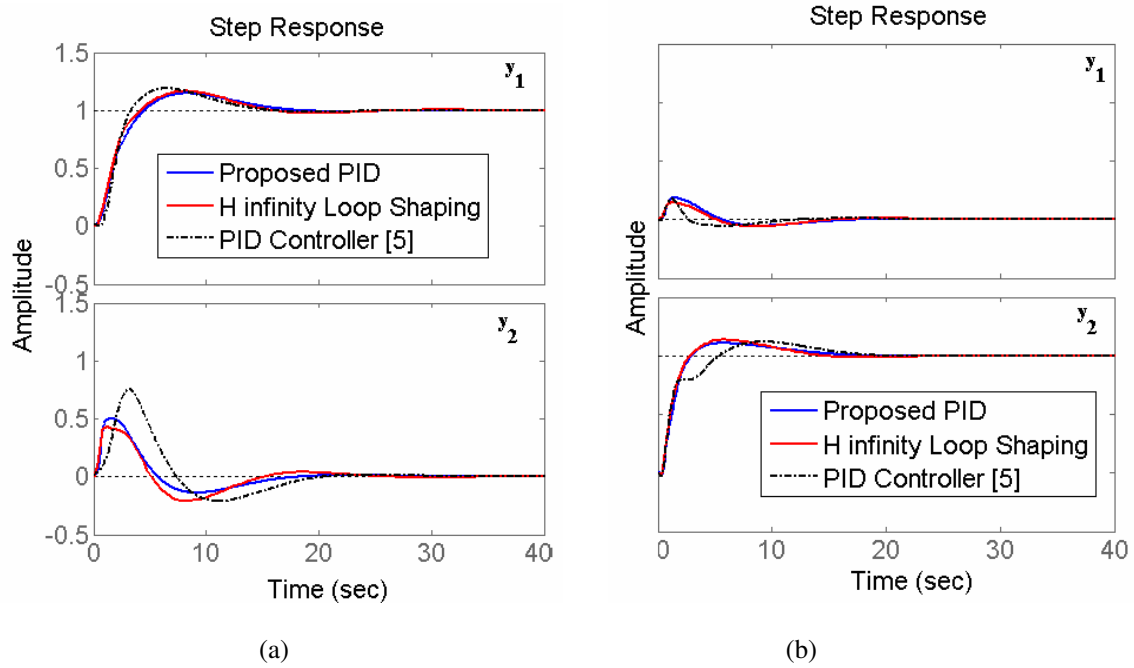 Step Response
1.5
y1
1
0.5
Proposed PID
H infinity Loop Shaping
PID Controller [5]
0
-0.5
Amplitude
1.5
y2
1
0.5
0
-0.5
0 10 20 30 40
Time (sec)
(a)
Step Response
y1
Amplitude
y2
Proposed PID
H infinity Loop Shaping
PID Controller [5]
0 10 20 30 40
Time (sec)
(b)